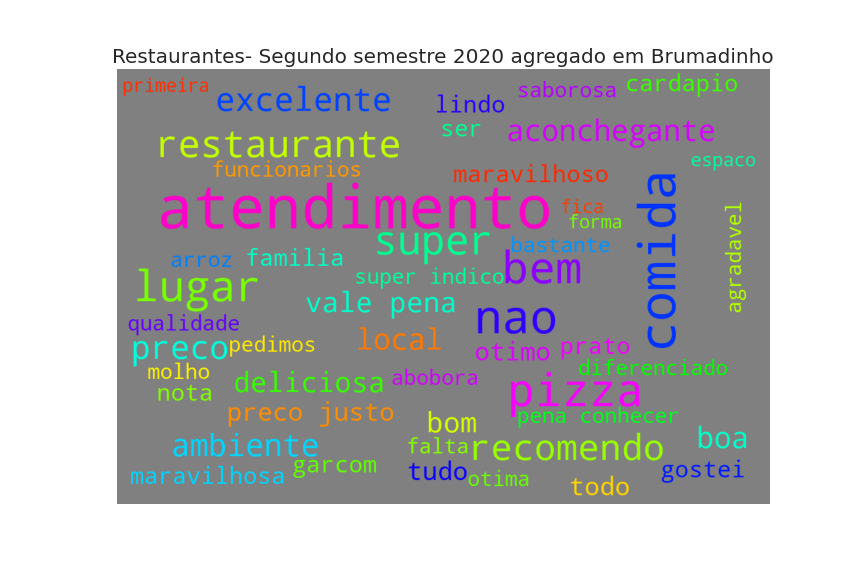 Restaurantes- Segundo semestre 2020 agregado em Brumadinho
primeira
excelente
lindo
saborosa
cardapio
restaurante
ser
aconchegante
funcionarios
maravilhoso
espaco
atendimento
fica
forma
comida
agradavel
super
bastante
arroz
familia
super indico
bem
lugar
vale pena
nao
qualidade
preco
pedimos
local
otimo
prato
molho
nota
deliciosa
abobora
diferenciado
pizza
preco justo
bom
pena conhecer
ambiente
falta
recomendo
boa
maravilhosa
garcom
tudo
otima
todo
gostei